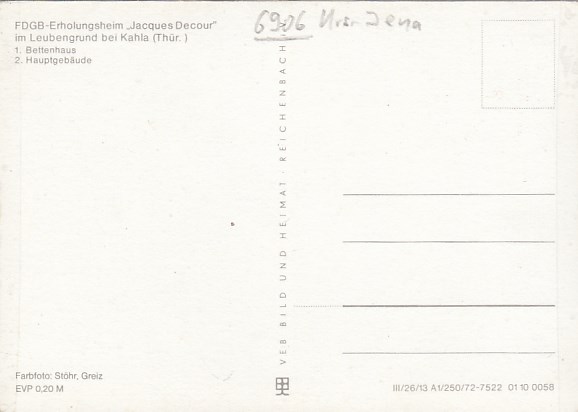 FDGB-Erholungsheim „Jacques Decour"
im Leubengrund bei Kahla (Thür.)
1. Bettenhaus
2. Hauptgebäude
6906 Jena
VEB BILD UND HEIMAT · REICHENBACH
Farbfoto: Stöhr, Greiz
EVP 0,20 M
III/26/13 A1/250/72-7522 01 10 0058